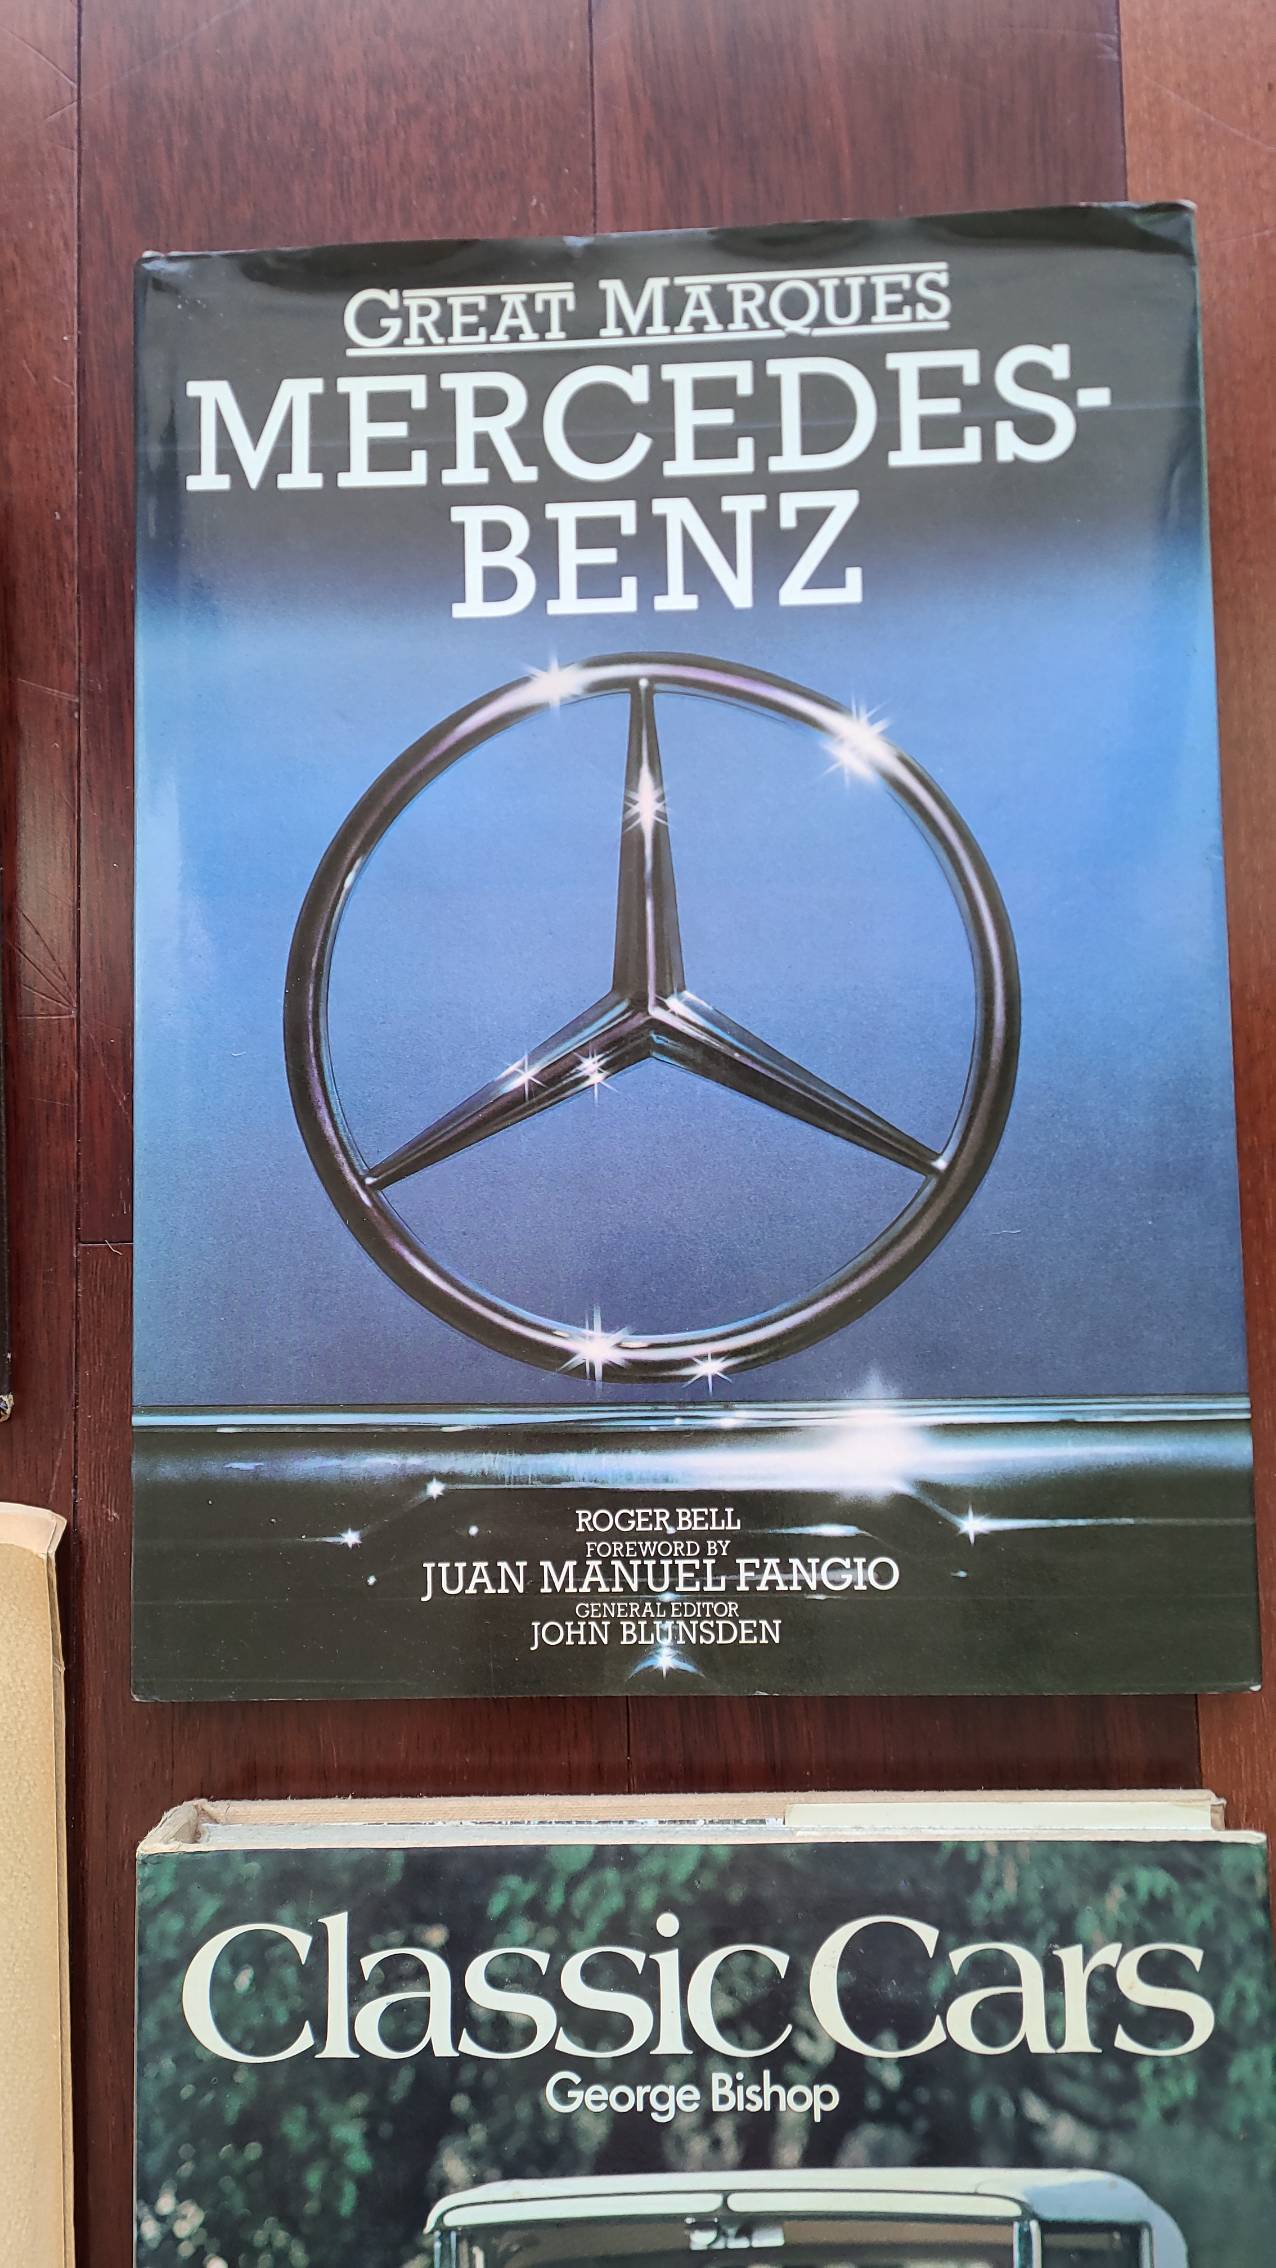 GREAT MARQUES
MERCEDES-
BENZ
ROGER BELL
FOREWORD BY
JUAN MANUEL FANGIO
GENERAL EDITOR
JOHN BLUNSDEN
Classic Cars
George Bishop